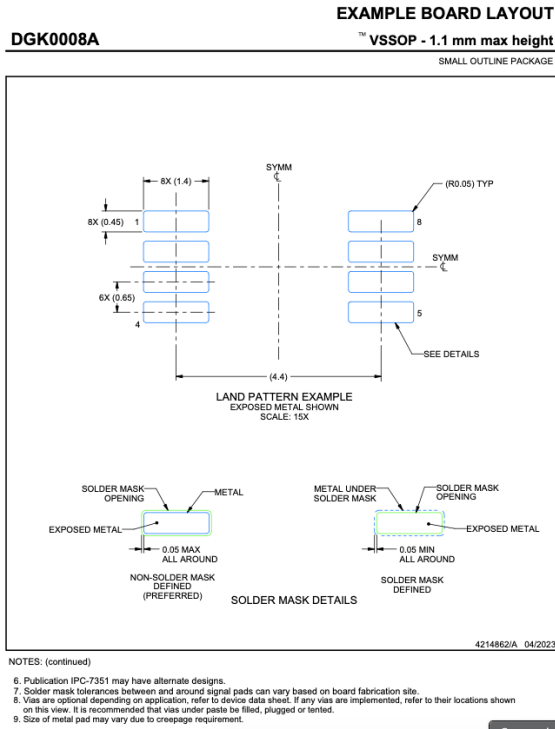 EXAMPLE BOARD LAYOUT
DGK0008A
™ VSSOP - 1.1 mm max height
SMALL OUTLINE PACKAGE
SYMM
℄
8X (1.4)
(R0.05) TYP
8X (0.45)
1
8
SYMM
℄
6X (0.65)
4
5
SEE DETAILS
(4.4)
LAND PATTERN EXAMPLE
EXPOSED METAL SHOWN
SCALE: 15X
SOLDER MASK
OPENING
METAL
EXPOSED METAL
0.05 MAX
ALL AROUND
NON-SOLDER MASK
DEFINED
(PREFERRED)
METAL UNDER
SOLDER MASK
SOLDER MASK
OPENING
EXPOSED METAL
0.05 MIN
ALL AROUND
SOLDER MASK
DEFINED
SOLDER MASK DETAILS
4214862/A 04/2023
NOTES: (continued)
6. Publication IPC-7351 may have alternate designs.
7. Solder mask tolerances between and around signal pads can vary based on board fabrication site.
8. Vias are optional depending on application, refer to device data sheet. If any vias are implemented, refer to their locations shown
on this view. It is recommended that vias under paste be filled, plugged or tented.
9. Size of metal pad may vary due to creepage requirement.